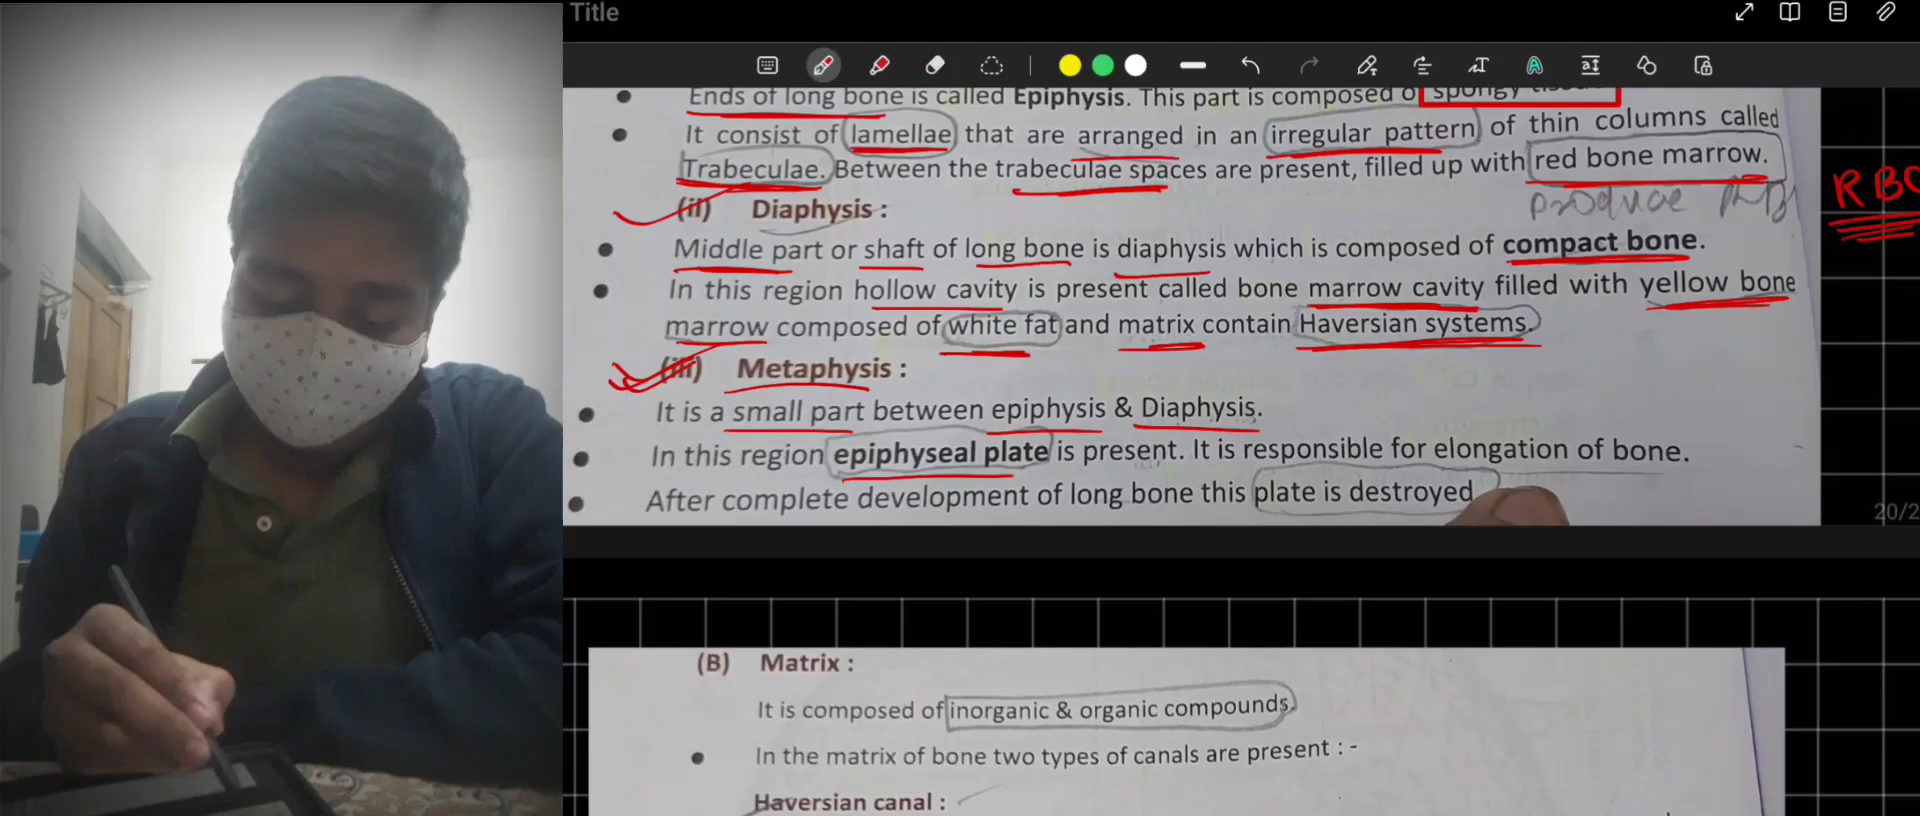 Title
Ends of long bone is called Epiphysis. This part is composed of spongy
It consist of lamellae that are arranged in an irregular pattern of thin columns called
Trabeculae. Between the trabeculae spaces are present, filled up with red bone marrow.
produce RB
RBC
(ii) Diaphysis :
Middle part or shaft of long bone is diaphysis which is composed of compact bone.
In this region hollow cavity is present called bone marrow cavity filled with yellow bone
marrow composed of white fat and matrix contain Haversian systems.
(iii) Metaphysis :
It is a small part between epiphysis & Diaphysis.
In this region epiphyseal plate is present. It is responsible for elongation of bone.
After complete development of long bone this plate is destroyed
20/2
(B) Matrix :
It is composed of inorganic & organic compounds.
In the matrix of bone two types of canals are present : -
Haversian canal :